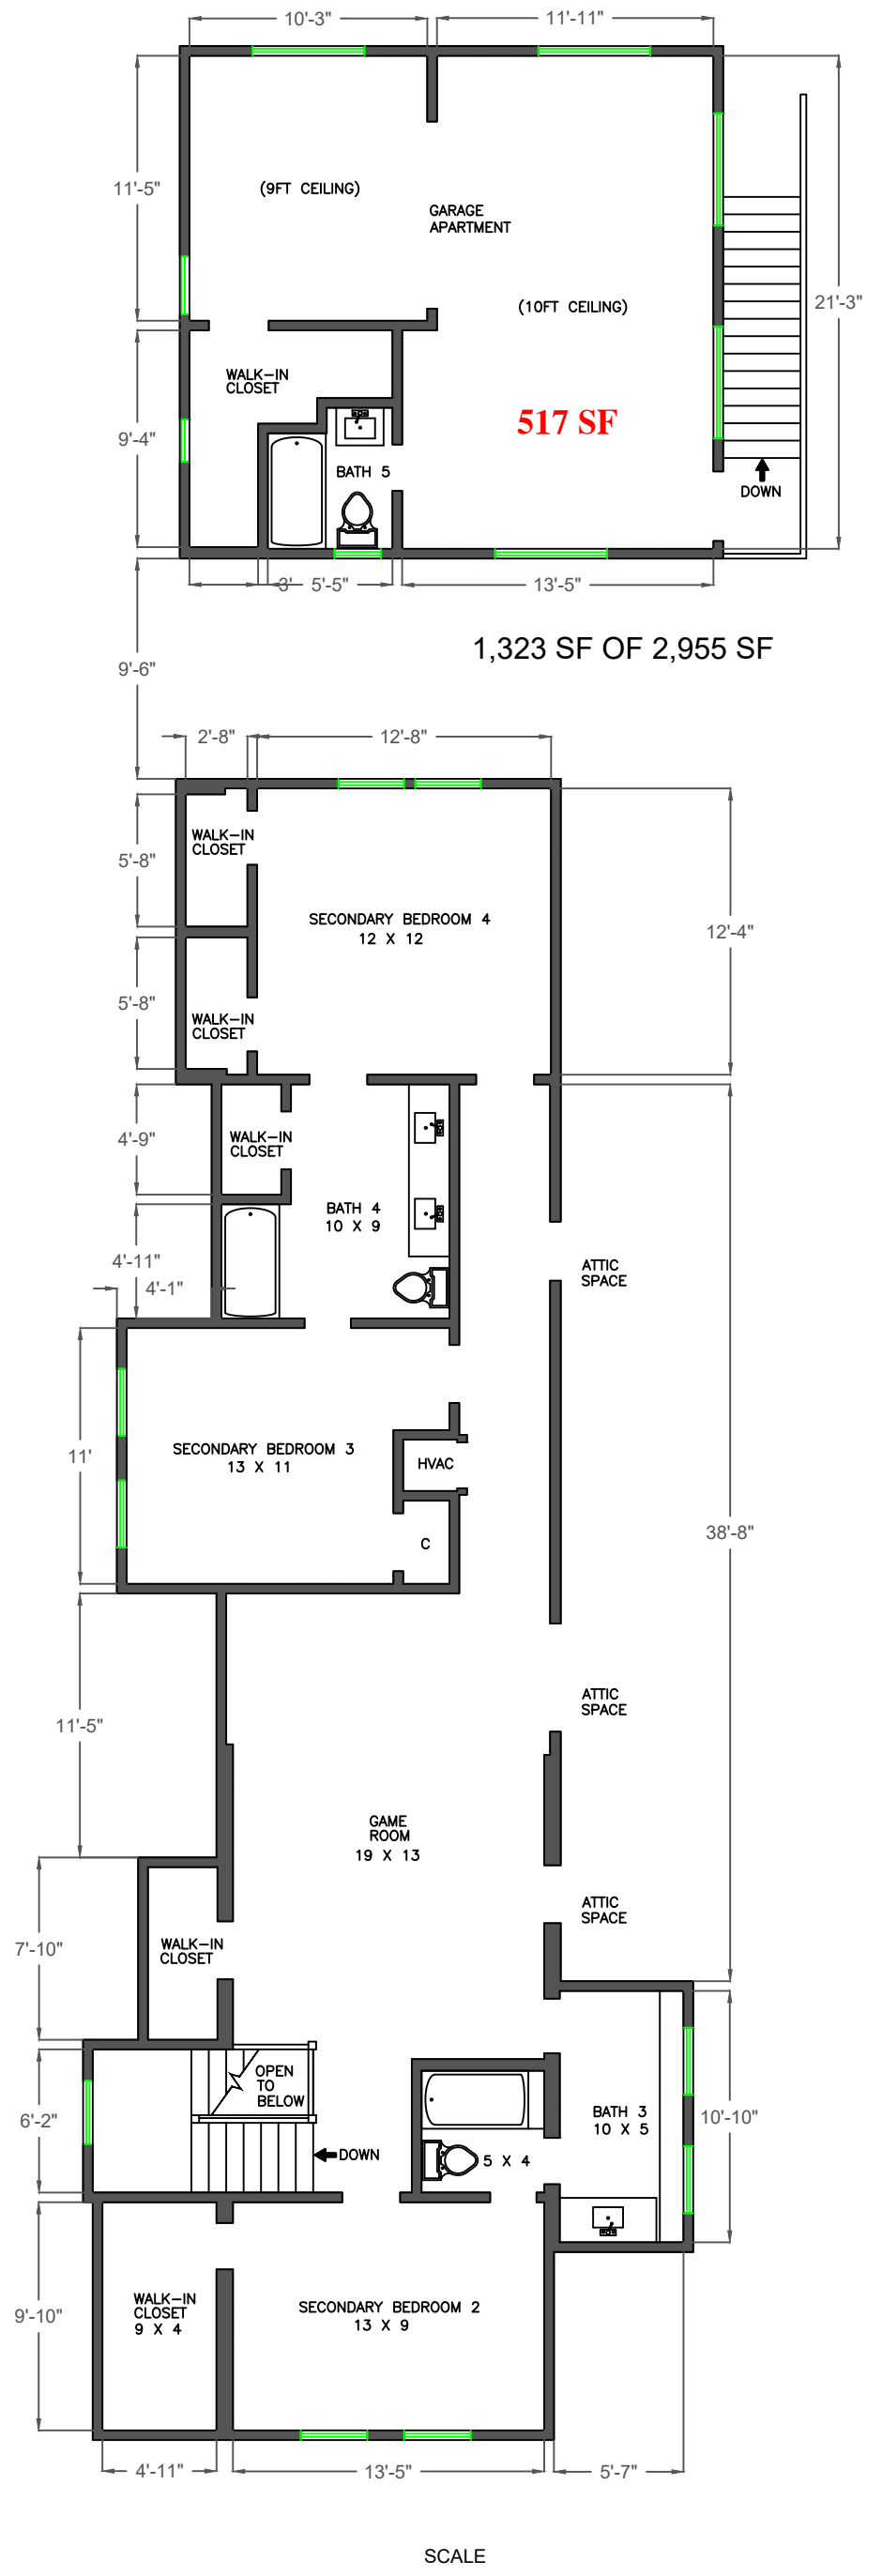 10'-3"
11'-11"
11'-5"
(9FT CEILING)
GARAGE
APARTMENT
(10FT CEILING)
21'-3"
WALK-IN
CLOSET
517 SF
9'-4"
BATH 5
DOWN
3'
5'-5"
13'-5"
1,323 SF OF 2,955 SF
9'-6"
2'-8"
12'-8"
WALK-IN
CLOSET
5'-8"
SECONDARY BEDROOM 4
12 X 12
12'-4"
5'-8"
WALK-IN
CLOSET
4'-9"
WALK-IN
CLOSET
BATH 4
10 X 9
4'-11"
4'-1"
ATTIC
SPACE
11'
SECONDARY BEDROOM 3
13 X 11
HVAC
C
38'-8"
ATTIC
SPACE
11'-5"
GAME
ROOM
19 X 13
ATTIC
SPACE
7'-10"
WALK-IN
CLOSET
OPEN
TO
BELOW
6'-2"
DOWN
5 X 4
BATH 3
10 X 5
10'-10"
9'-10"
WALK-IN
CLOSET
9 X 4
SECONDARY BEDROOM 2
13 X 9
4'-11"
13'-5"
5'-7"
SCALE